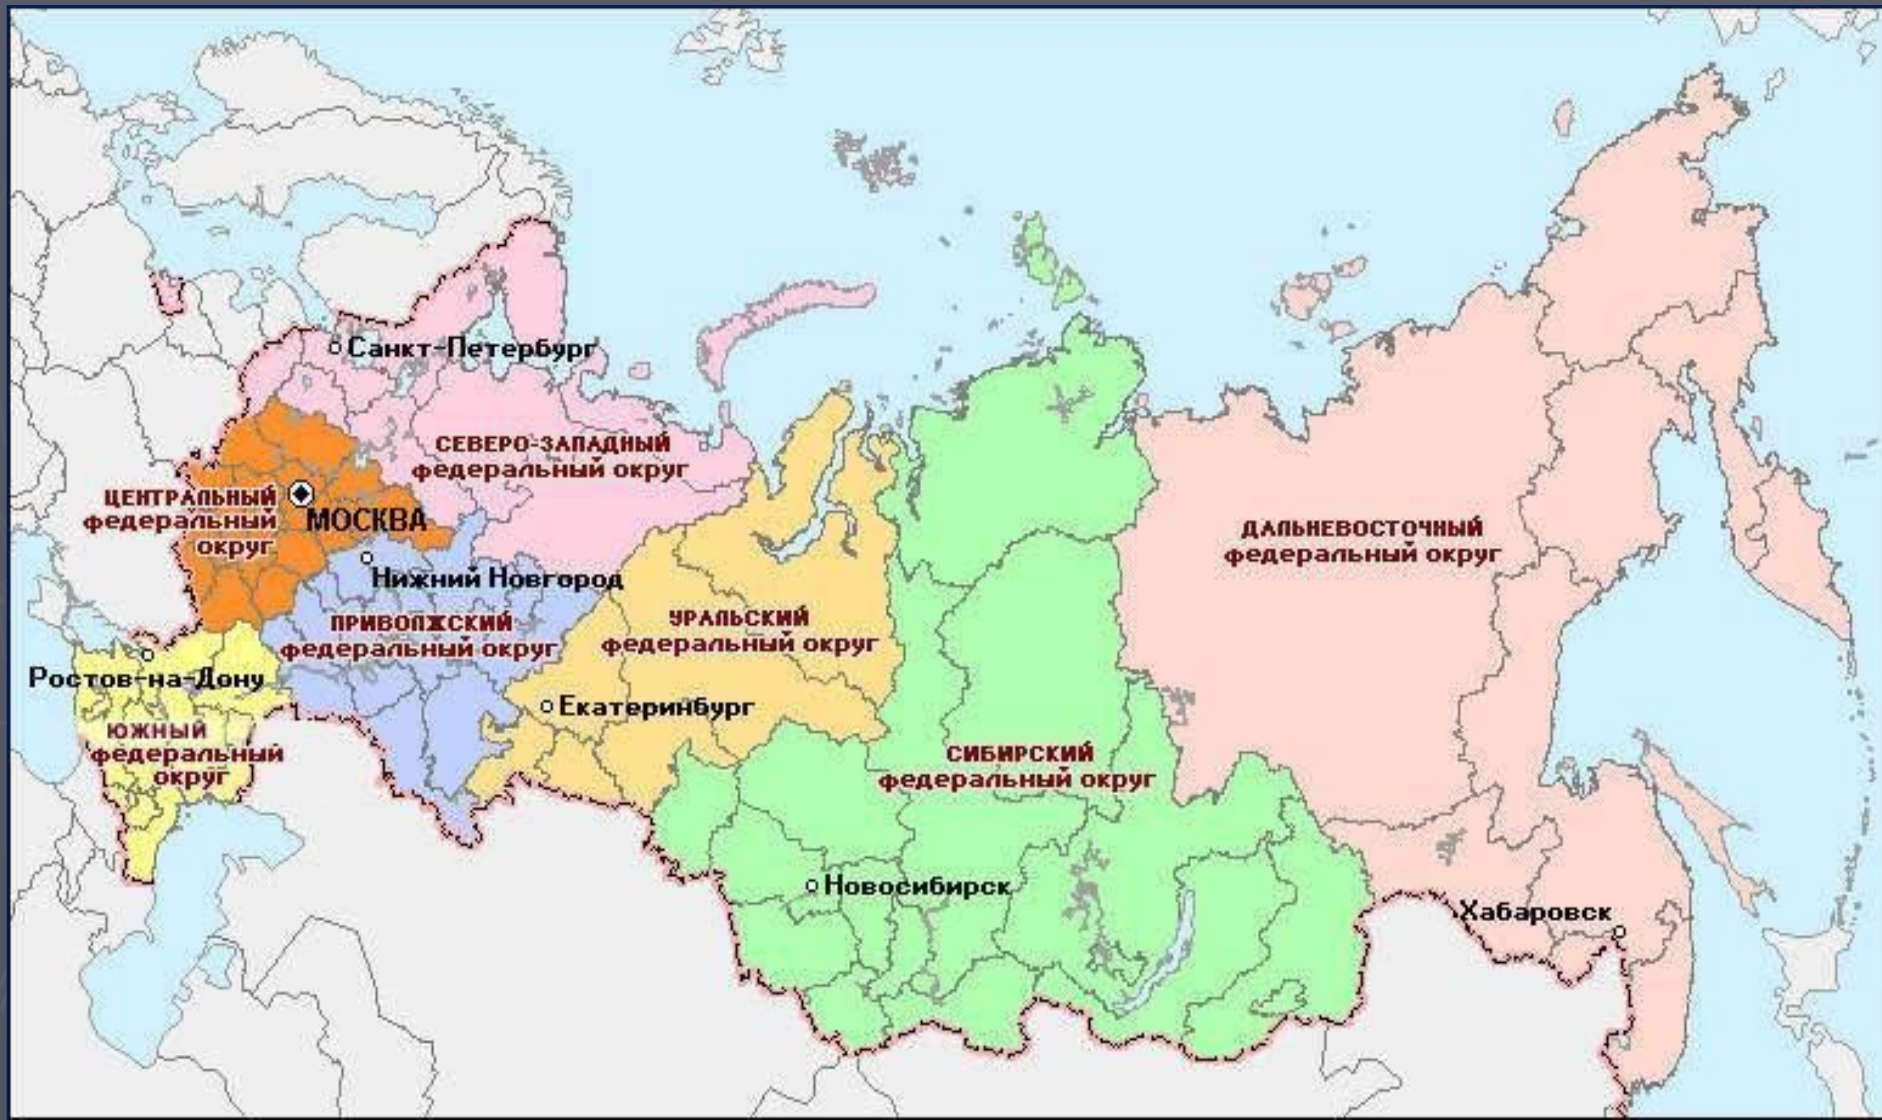 Санкт-Петербург
СЕВЕРО-ЗАПАДНЫЙ
федеральный округ
ЦЕНТРАЛЬНЫЙ
федеральный
округ
МОСКВА
Нижний Новгород
ПРИВОЛЖСКИЙ
федеральный округ
УРАЛЬСКИЙ
федеральный округ
ДАЛЬНЕВОСТОЧНЫЙ
федеральный округ
Ростов-на-Дону
Екатеринбург
ЮЖНЫЙ
федеральный
округ
СИБИРСКИЙ
федеральный округ
Новосибирск
Хабаровск